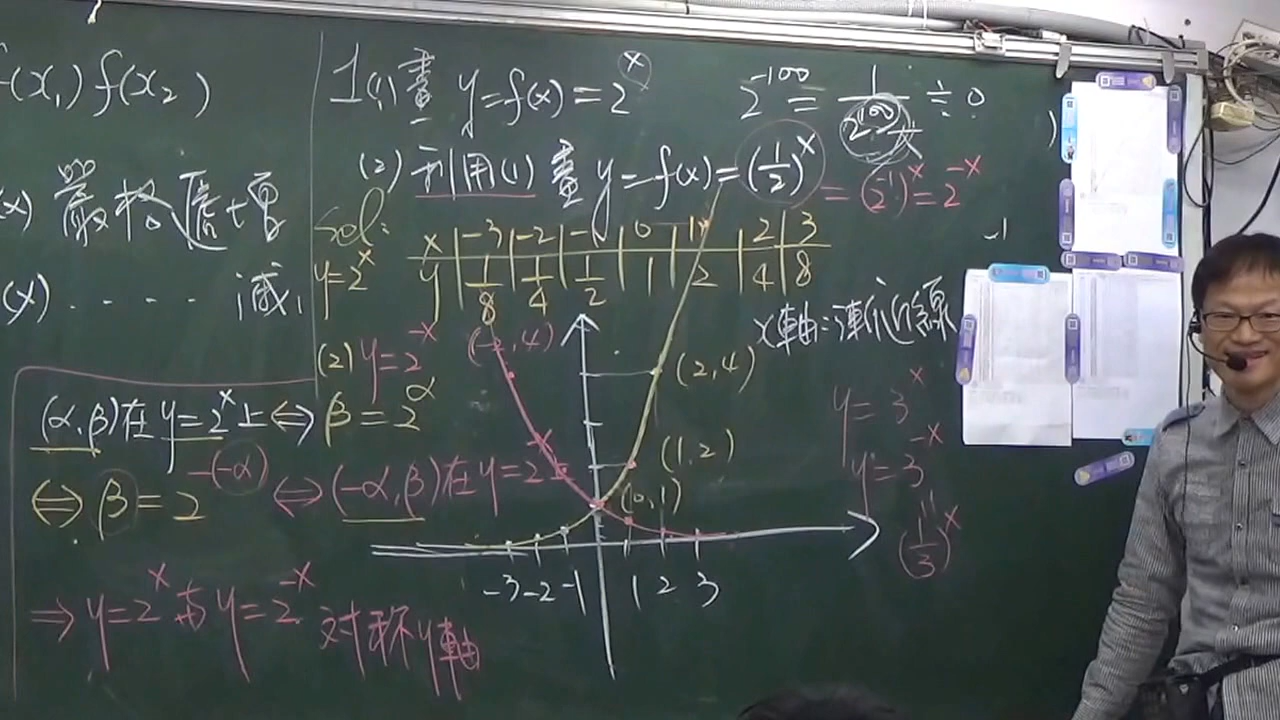 f(x₁) f(x₂)
(x) 嚴格遞增
(x) ..... 減
1(1) 畫 y=f(x)=2^x
2^-100 = 1/2^100 ≒ 0
大
(2) 利用(1) 畫 y=f(x)=(1/2)^x = (2^-1)^x = 2^-x
Sol:
x | -3 | -2 | -1 | 0 | 1 | 2 | 3
y=2^x y | 1/8 | 1/4 | 1/2 | 1 | 2 | 4 | 8
-1
x軸:漸近線
(2) y=2^-x
(-2,4)
(2,4)
(α,β)在 y=2^x 上 ⇔ β=2^α
⇔ β=2^-(-α) ⇔ (-α,β)在 y=2^-x 上
(1,2)
(0,1)
-3 -2 -1 1 2 3
⇒ y=2^x 與 y=2^-x 对称y軸
y=3^x
y=3^-x
"
(1/3)^x